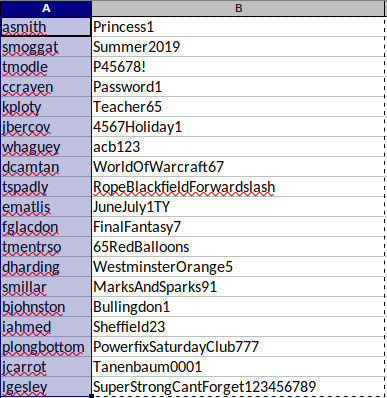 A B
asmith Princess1
smoggat Summer2019
tmodle P45678!
ccraven Password1
kploty Teacher65
jbercov 4567Holiday1
whaguey acb123
dcamtan WorldOfWarcraft67
tspadly RopeBlackfieldForwardslash
ematlis JuneJuly1TY
fglacdon FinalFantasy7
tmentrso 65RedBalloons
dharding WestminsterOrange5
smillar MarksAndSparks91
bjohnston Bullingdon1
iahmed Sheffield23
plongbottom PowerfixSaturdayClub777
jcarrot Tanenbaum0001
lgesley SuperStrongCantForget123456789